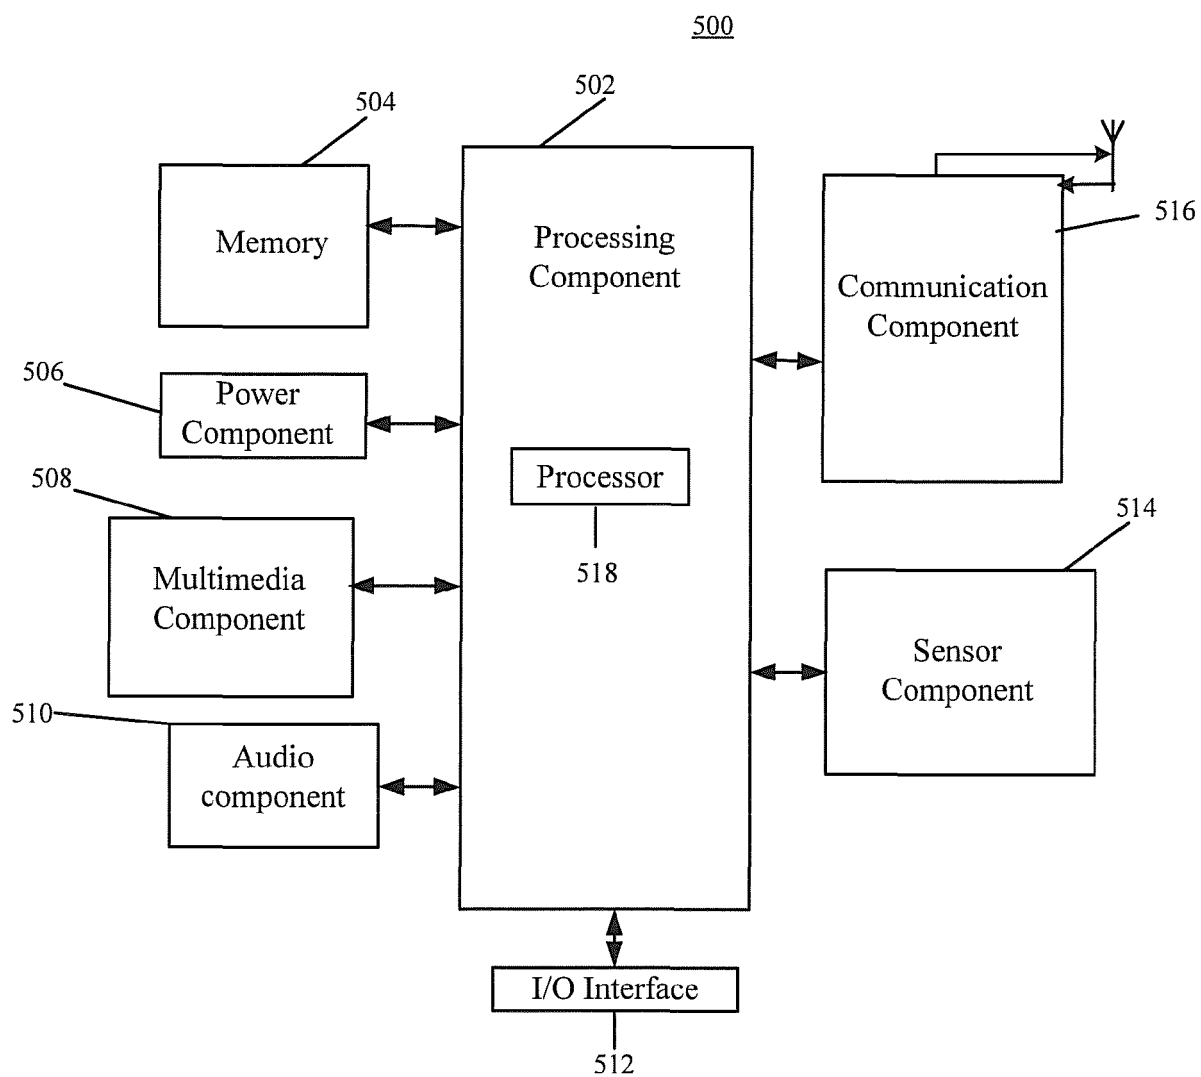 500
502
504
Memory
Processing
Component
516
Communication
Component
506
Power
Component
Processor
518
508
Multimedia
Component
514
Sensor
Component
510
Audio
component
I/O Interface
512